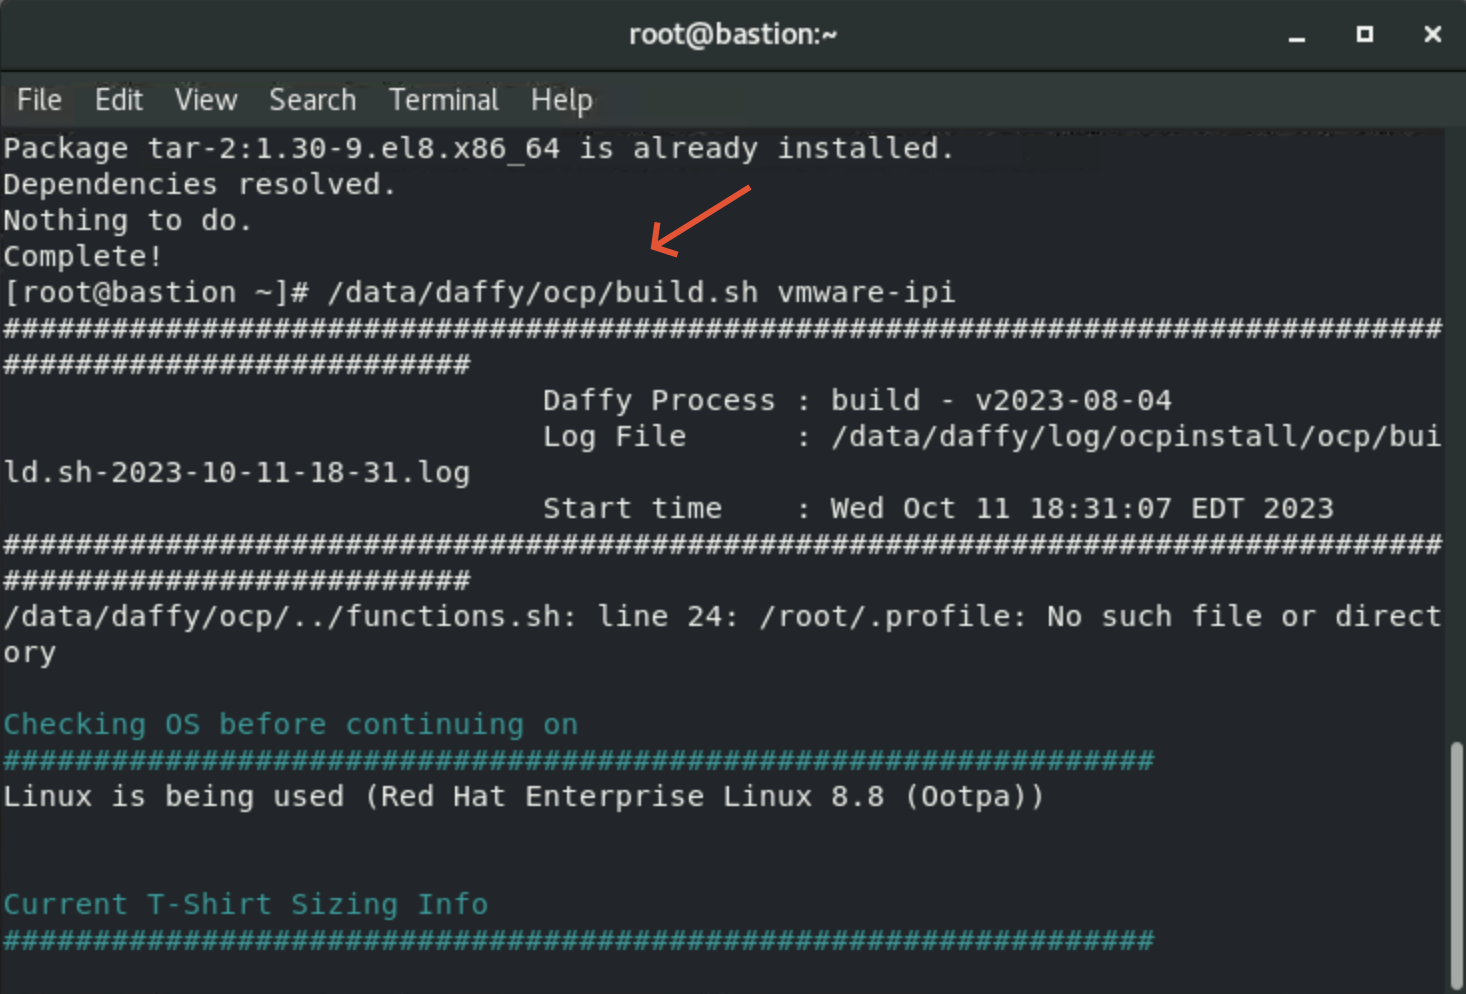 root@bastion:~
File Edit View Search Terminal Help
Package tar-2:1.30-9.el8.x86_64 is already installed.
Dependencies resolved.
Nothing to do.
Complete!
[root@bastion ~]# /data/daffy/ocp/build.sh vmware-ipi
################################################################################
##########################
Daffy Process : build - v2023-08-04
Log File      : /data/daffy/log/ocpinstall/ocp/bui
ld.sh-2023-10-11-18-31.log
Start time    : Wed Oct 11 18:31:07 EDT 2023
################################################################################
##########################
/data/daffy/ocp/../functions.sh: line 24: /root/.profile: No such file or direct
ory
Checking OS before continuing on
################################################################
Linux is being used (Red Hat Enterprise Linux 8.8 (Ootpa))
Current T-Shirt Sizing Info
################################################################